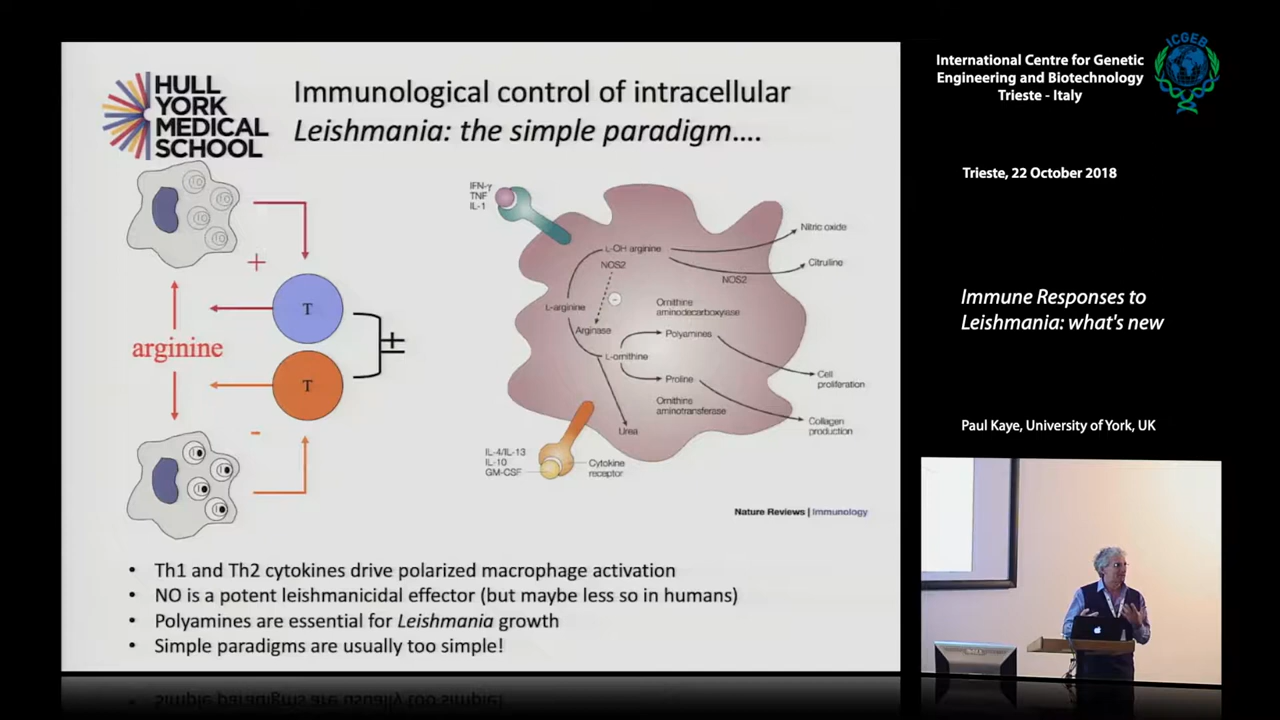 HULL
YORK
MEDICAL
SCHOOL
Immunological control of intracellular
Leishmania: the simple paradigm....
+
T
arginine
T
-
±
IFN-γ
TNF
IL-1
L-OH arginine
NOS2
Nitric oxide
Citrulline
NOS2
L-arginine
Ornithine
aminodecarboxylase
Arginase
Polyamines
L-ornithine
Proline
Cell
proliferation
Ornithine
aminotransferase
Collagen
production
Urea
IL-4/IL-13
IL-10
GM-CSF
Cytokine
receptor
Nature Reviews | Immunology
• Th1 and Th2 cytokines drive polarized macrophage activation
• NO is a potent leishmanicidal effector (but maybe less so in humans)
• Polyamines are essential for Leishmania growth
• Simple paradigms are usually too simple!
International Centre for Genetic
Engineering and Biotechnology
Trieste - Italy
ICGEB
Trieste, 22 October 2018
Immune Responses to
Leishmania: what's new
Paul Kaye, University of York, UK